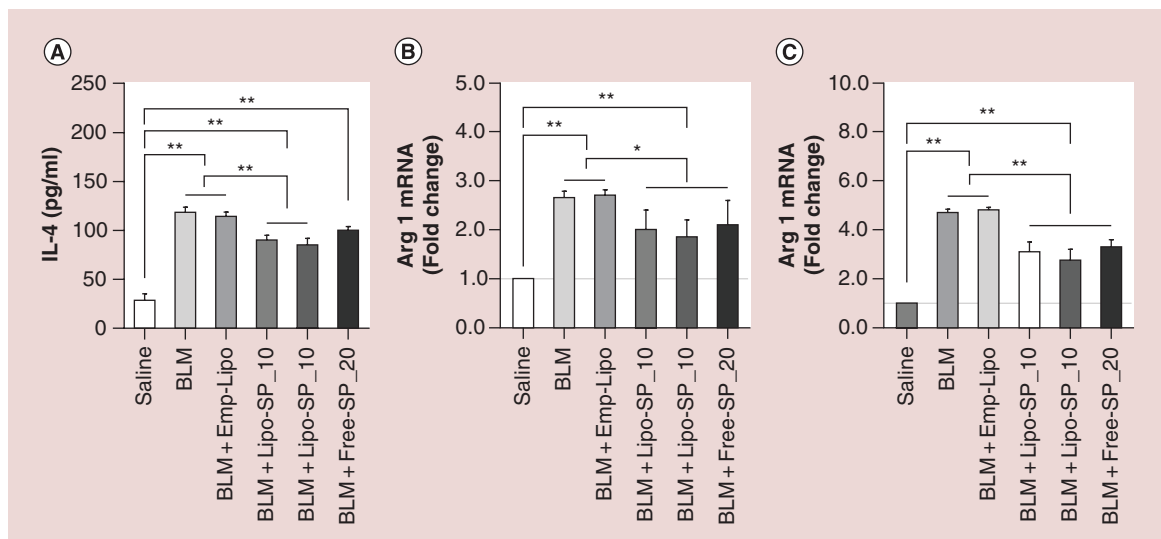 A
IL-4 (pg/ml)
250
200
150
100
50
0
**
**
**
**
Saline
BLM
BLM + Emp-Lipo
BLM + Lipo-SP_10
BLM + Lipo-SP_10
BLM + Free-SP_20
B
Arg 1 mRNA
(Fold change)
5.0
4.0
3.0
2.0
1.0
0.0
**
**
*
Saline
BLM
BLM + Emp-Lipo
BLM + Lipo-SP_10
BLM + Lipo-SP_10
BLM + Free-SP_20
C
Arg 1 mRNA
(Fold change)
10.0
8.0
6.0
4.0
2.0
0.0
**
**
**
Saline
BLM
BLM + Emp-Lipo
BLM + Lipo-SP_10
BLM + Lipo-SP_10
BLM + Free-SP_20